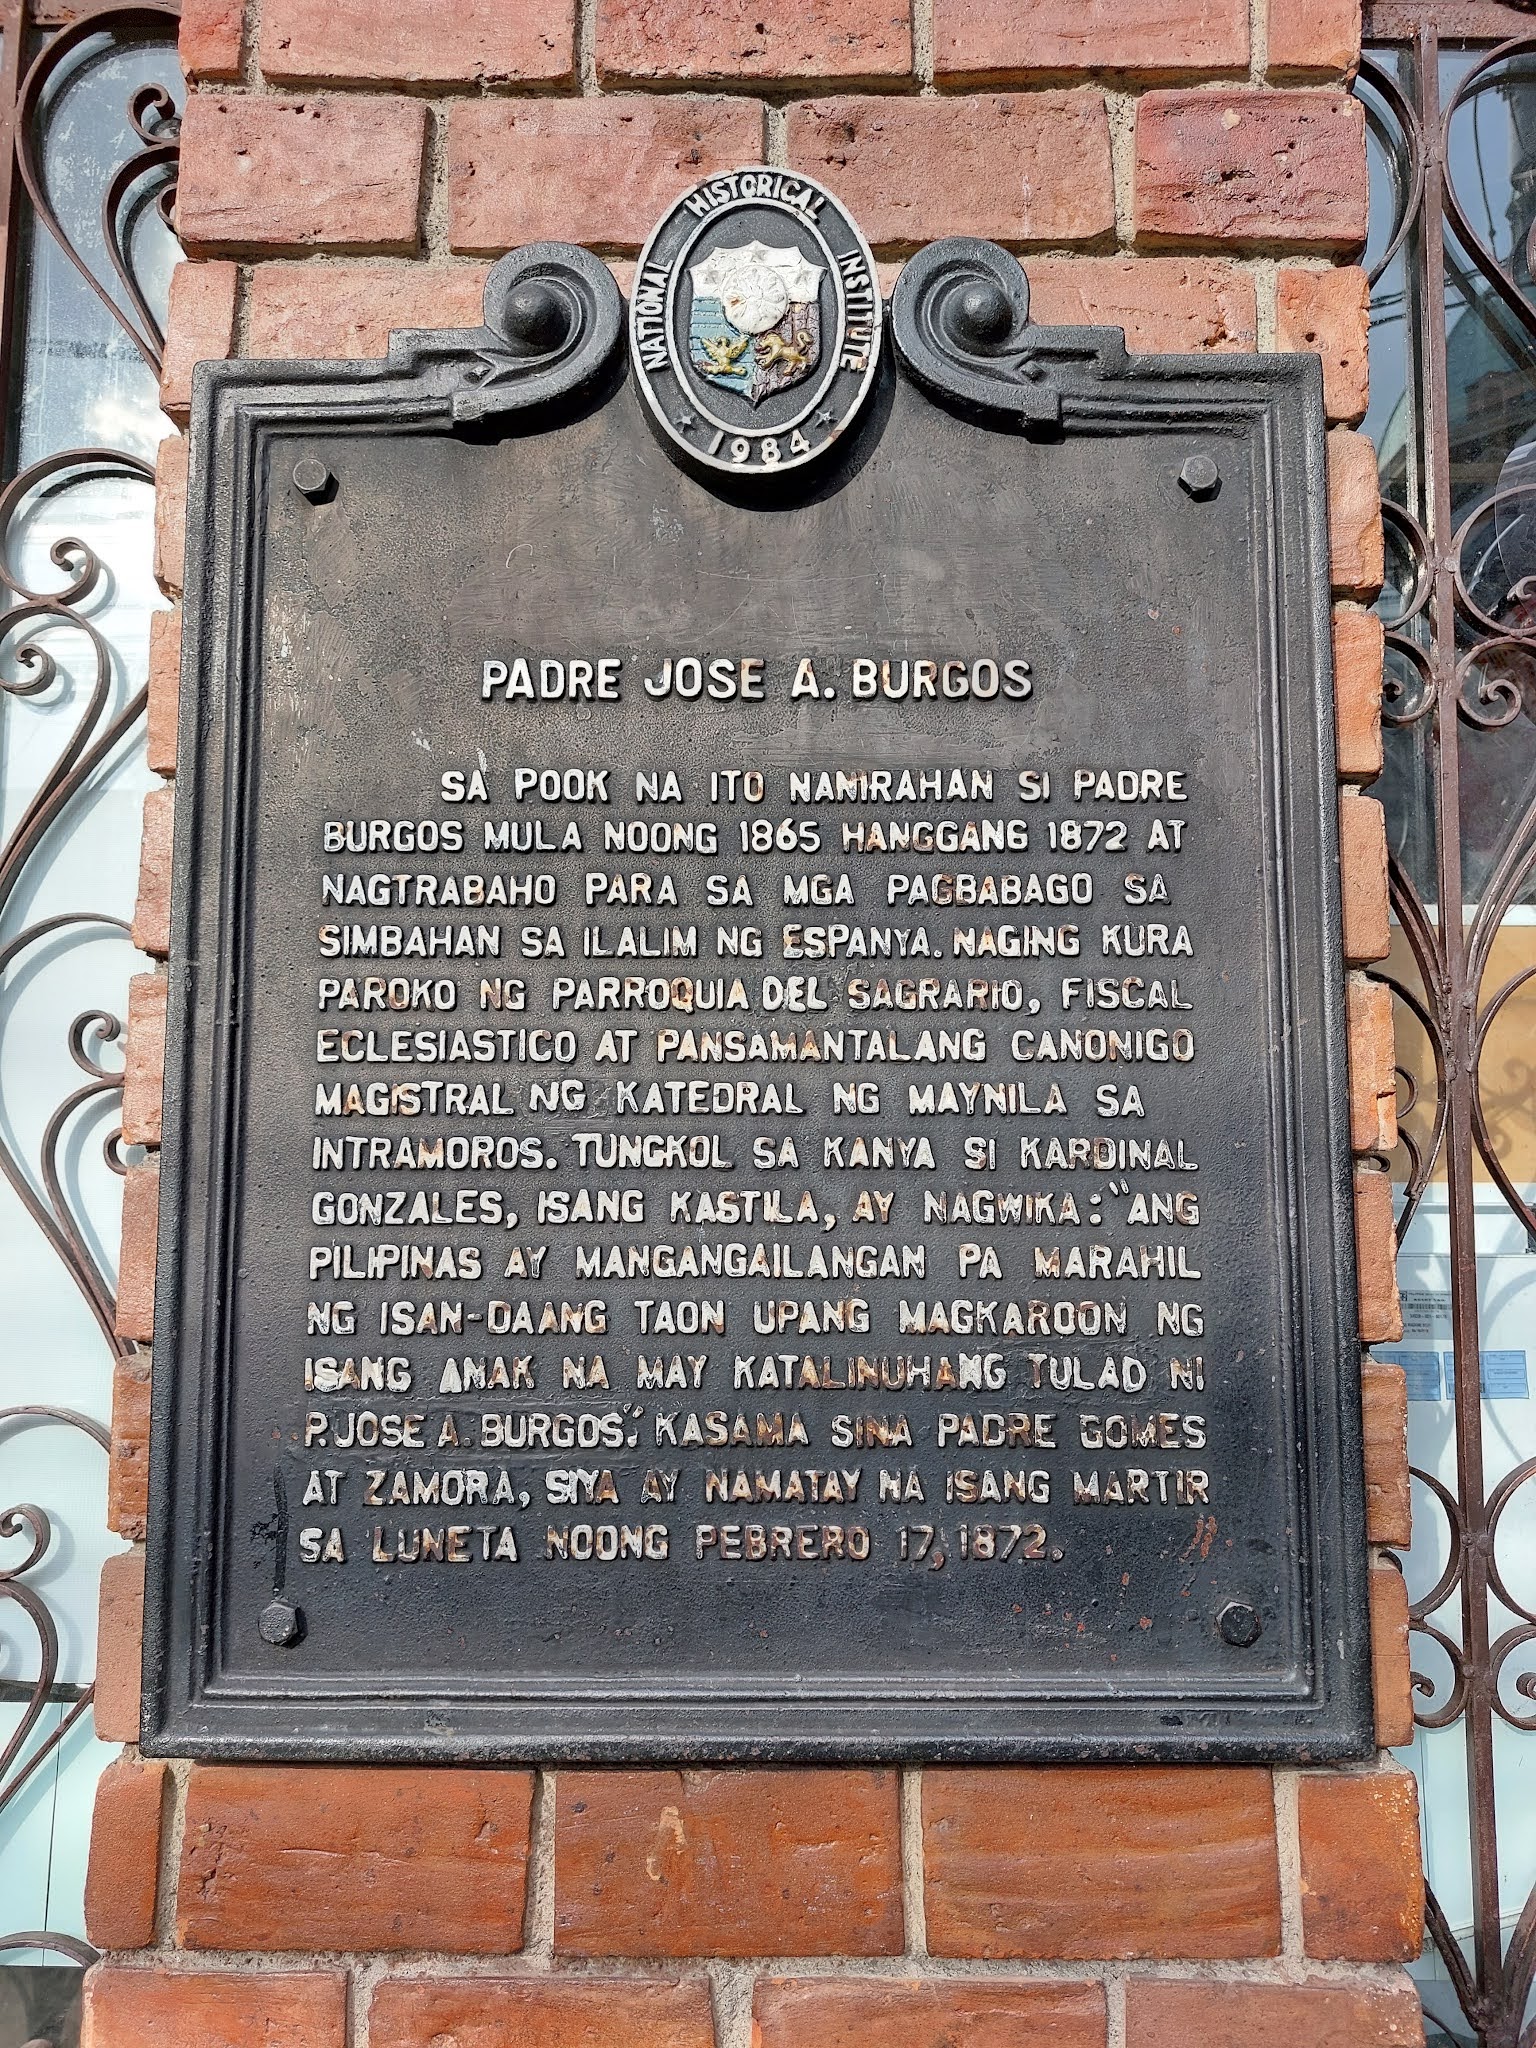 NATIONAL HISTORICAL INSTITUTE
1984
PADRE JOSE A. BURGOS
SA POOK NA ITO NANIRAHAN SI PADRE
BURGOS MULA NOONG 1865 HANGGANG 1872 AT
NAGTRABAHO PARA SA MGA PAGBABAGO SA
SIMBAHAN SA ILALIM NG ESPANYA. NAGING KURA
PAROKO NG PARROQUIA DEL SAGRARIO, FISCAL
ECLESIASTICO AT PANSAMANTALANG CANONIGO
MAGISTRAL NG KATEDRAL NG MAYNILA SA
INTRAMOROS. TUNGKOL SA KANYA SI KARDINAL
GONZALES, ISANG KASTILA, AY NAGWIKA: "ANG
PILIPINAS AY MANGANGAILANGAN PA MARAHIL
NG ISAN-DAANG TAON UPANG MAGKAROON NG
ISANG ANAK NA MAY KATALINUHANG TULAD NI
P. JOSE A. BURGOS". KASAMA SINA PADRE GOMES
AT ZAMORA, SIYA AY NAMATAY NA ISANG MARTIR
SA LUNETA NOONG PEBRERO 17, 1872.